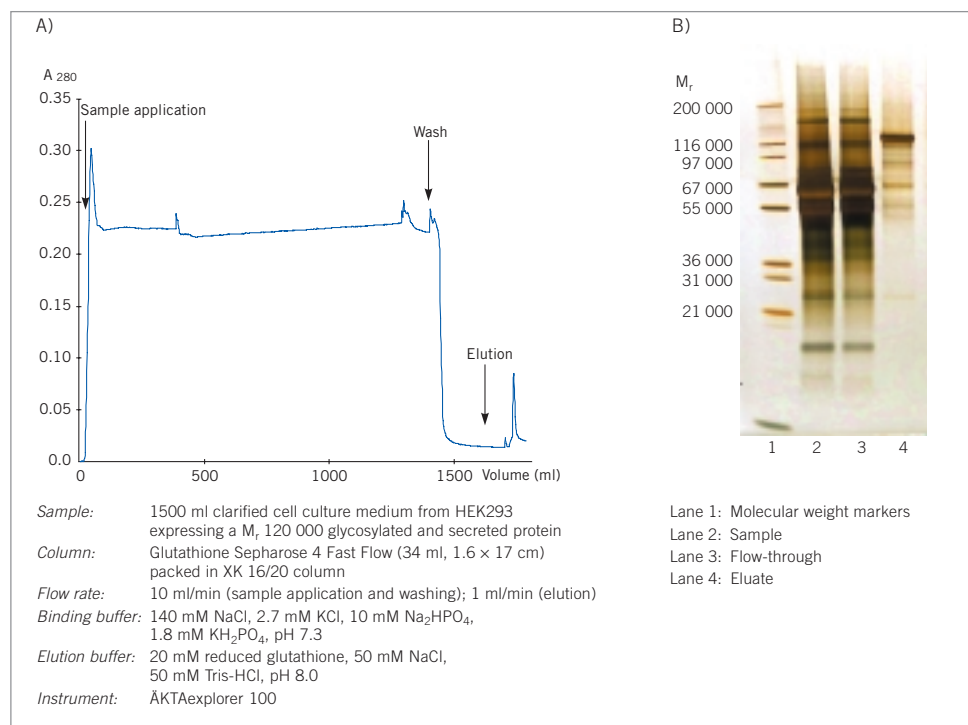 A)
A 280
0.35
0.30
0.25
0.20
0.15
0.10
0.05
0.0
Sample application
Wash
Elution
0 500 1000 1500 Volume (ml)
Sample: 1500 ml clarified cell culture medium from HEK293
expressing a Mr 120 000 glycosylated and secreted protein
Column: Glutathione Sepharose 4 Fast Flow (34 ml, 1.6 × 17 cm)
packed in XK 16/20 column
Flow rate: 10 ml/min (sample application and washing); 1 ml/min (elution)
Binding buffer: 140 mM NaCl, 2.7 mM KCl, 10 mM Na₂HPO₄,
1.8 mM KH₂PO₄, pH 7.3
Elution buffer: 20 mM reduced glutathione, 50 mM NaCl,
50 mM Tris-HCl, pH 8.0
Instrument: ÄKTAexplorer 100
B)
Mr
200 000
116 000
97 000
67 000
55 000
36 000
31 000
21 000
1 2 3 4
Lane 1: Molecular weight markers
Lane 2: Sample
Lane 3: Flow-through
Lane 4: Eluate